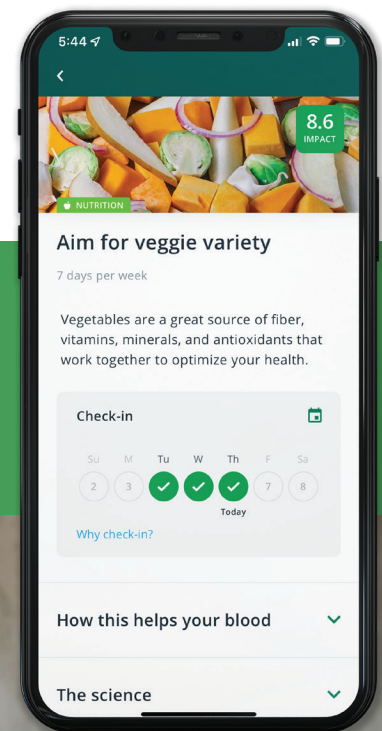 5:44
8.6
IMPACT
NUTRITION
Aim for veggie variety
7 days per week
Vegetables are a great source of fiber,
vitamins, minerals, and antioxidants that
work together to optimize your health.
Check-in
Su M Tu W Th F Sa
2 3 7 8
Today
Why check-in?
How this helps your blood
The science